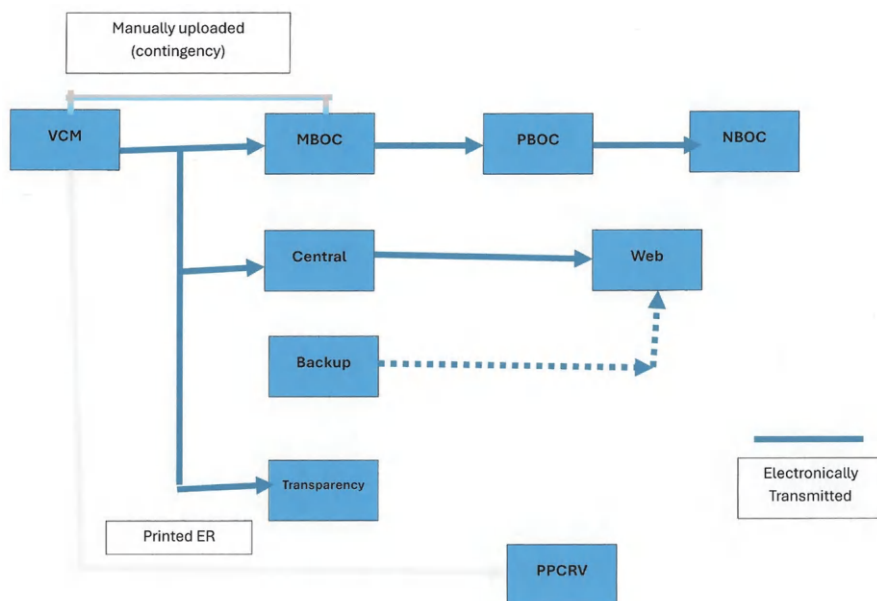 Manually uploaded
(contingency)
VCM
MBOC
PBOC
NBOC
Central
Web
Backup
Transparency
Electronically
Transmitted
Printed ER
PPCRV